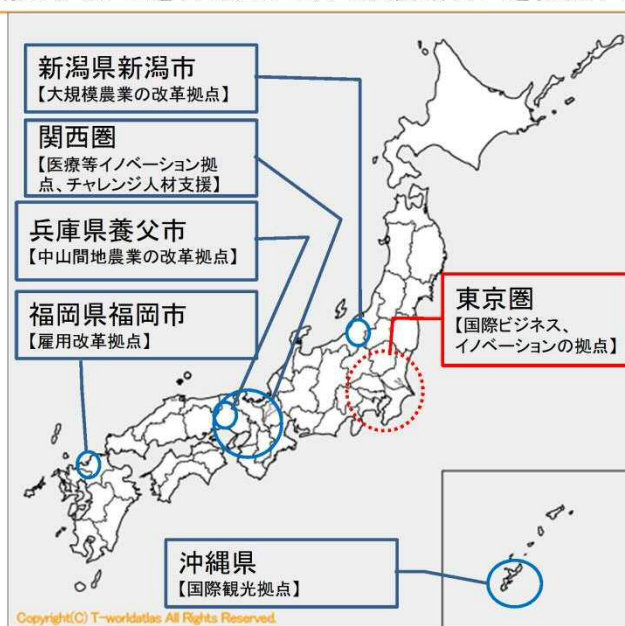 新潟県新潟市
【大規模農業の改革拠点】
関西圏
【医療等イノベーション拠
点、チャレンジ人材支援】
兵庫県養父市
【中山間地農業の改革拠点】
福岡県福岡市
【雇用改革拠点】
東京圏
【国際ビジネス、
イノベーションの拠点】
沖縄県
【国際観光拠点】
Copyright(C) T-worldatlas All Rights Reserved.